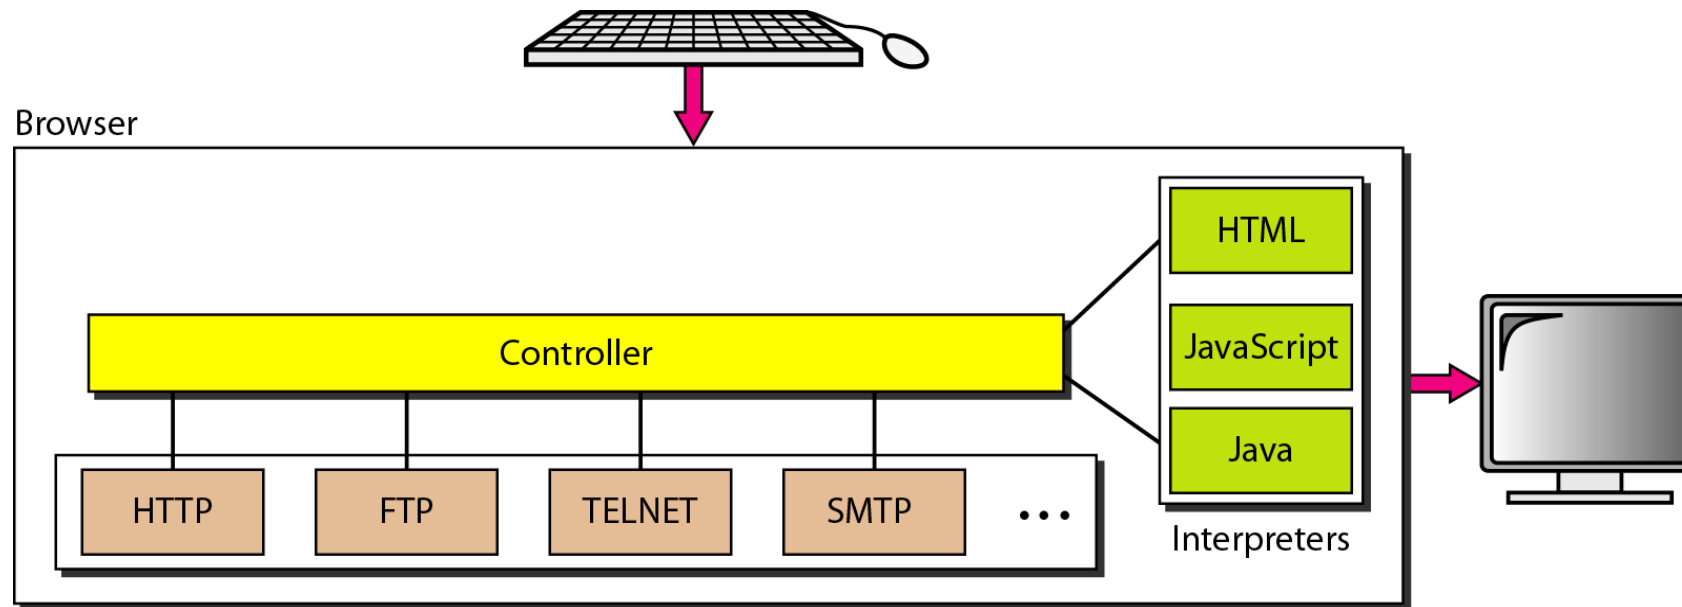 Browser
HTML
JavaScript
Controller
Java
HTTP
FTP
TELNET
SMTP
...
Interpreters